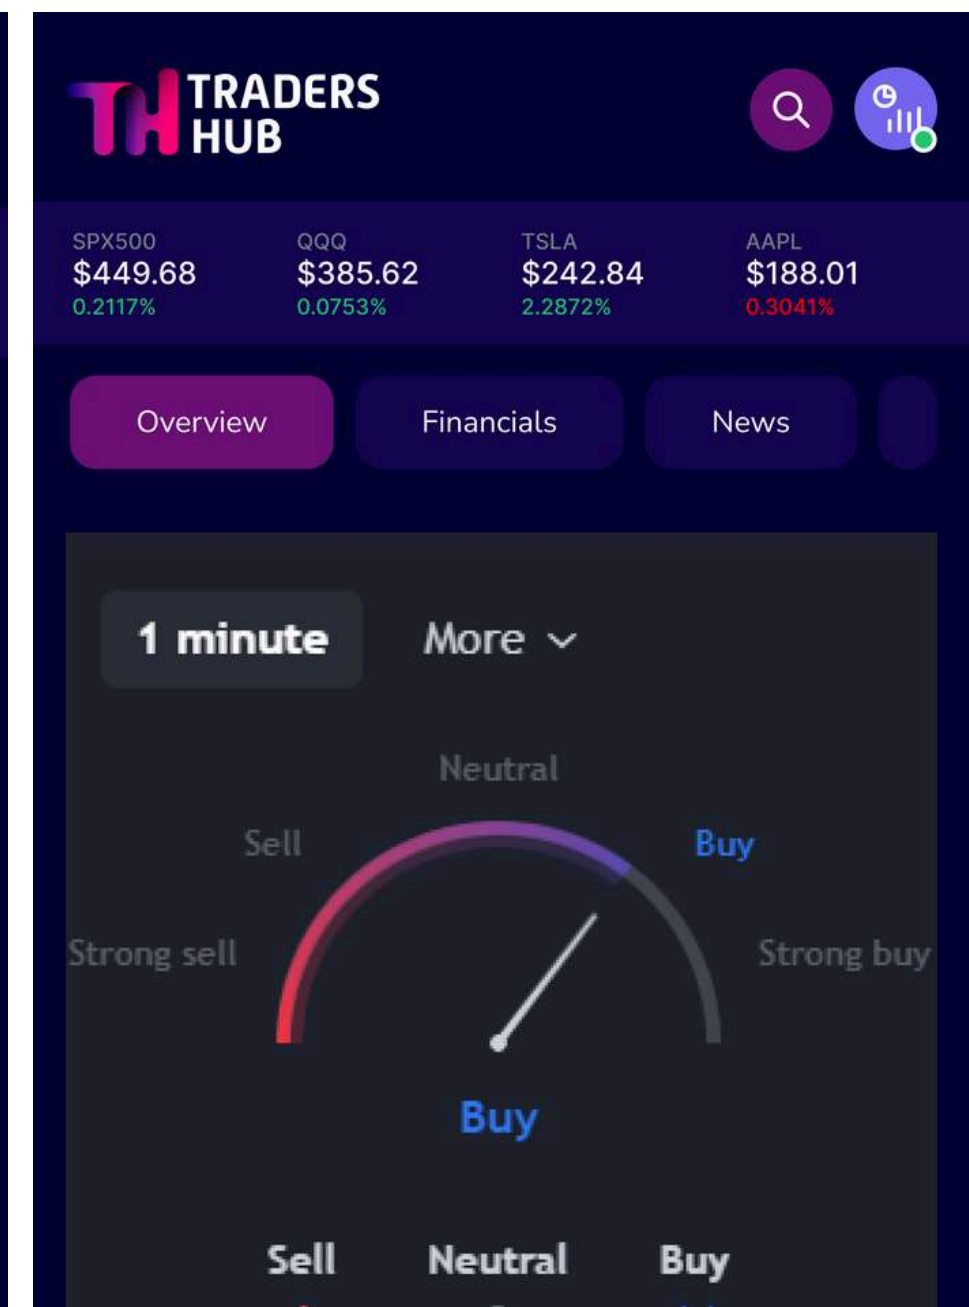 TRADERS
HUB
SPX500 QQQ TSLA AAPL
$449.68 $385.62 $242.84 $188.01
0.2117% 0.0753% 2.2872% 0.3041%
Overview Financials News
1 minute More
Neutral
Sell Buy
Strong sell Strong buy
Buy
Sell Neutral Buy